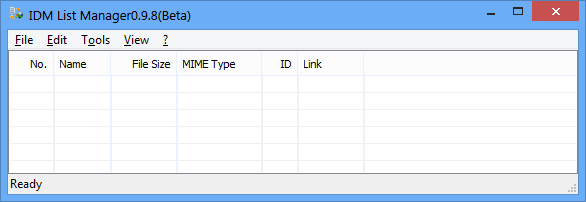 IDM List Manager0.9.8(Beta)
File Edit Tools View ?
No. Name File Size MIME Type ID Link
Ready